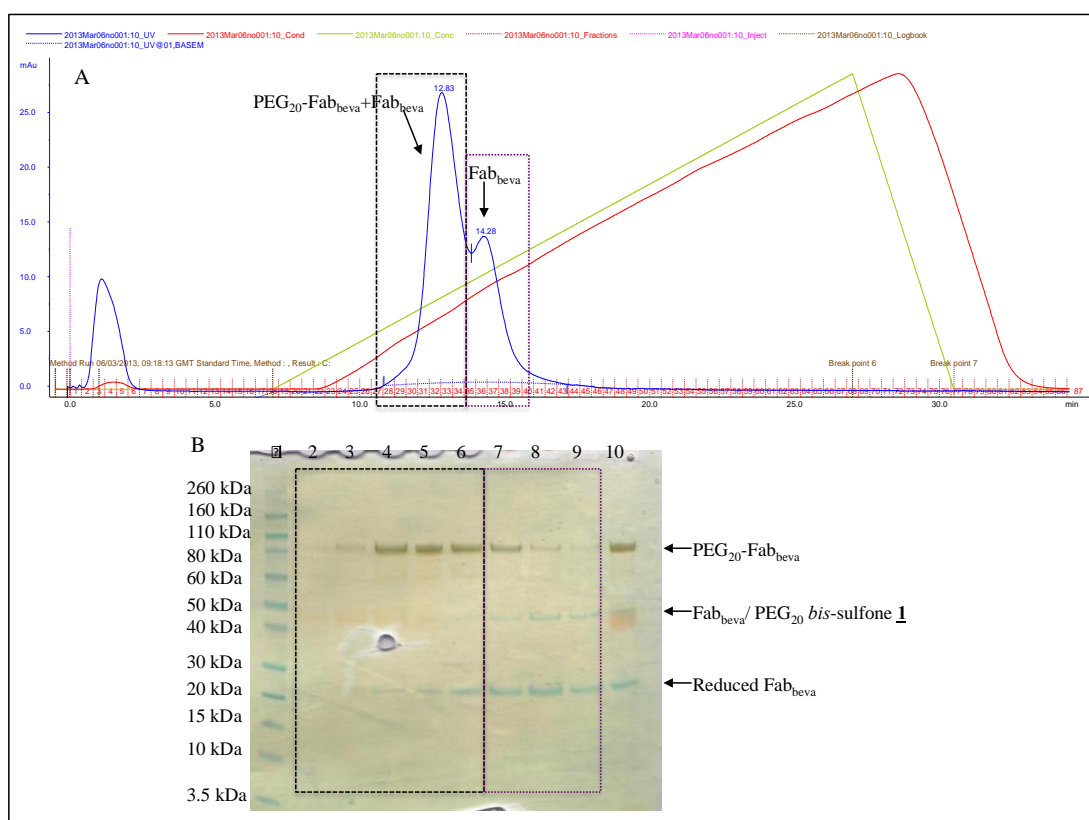 2013Mar06no001:10_UV 2013Mar06no001:10_Cond 2013Mar06no001:10_Conc 2013Mar06no001:10_Fractions 2013Mar06no001:10_Inject 2013Mar06no001:10_Logbook
2013Mar06no001:10_UV@01,BASEM
mAu
A
12.83
PEG20-Fabbeva+Fabbeva
25.0
20.0
Fabbeva
15.0
14.28
10.0
5.0
Method Run 06/03/2013, 09:18:13 GMT Standard Time, Method : , Result : C:
Break point 6 Break point 7
0.0
0.0 5.0 10.0 15.0 20.0 25.0 30.0 min
B
1 2 3 4 5 6 7 8 9 10
260 kDa
160 kDa
110 kDa
80 kDa
PEG20-Fabbeva
60 kDa
50 kDa
Fabbeva/ PEG20 bis-sulfone 1
40 kDa
30 kDa
20 kDa
Reduced Fabbeva
15 kDa
10 kDa
3.5 kDa